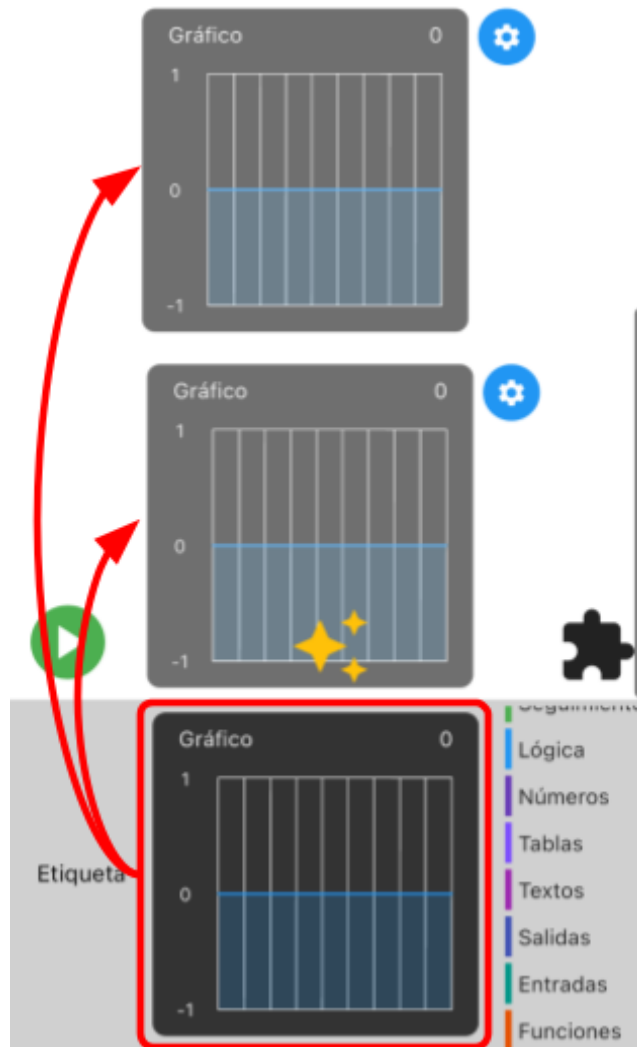 Gráfico 0
1
0
-1
Gráfico 0
1
0
-1
Gráfico 0
1
0
-1
Etiqueta
Seguimiento
Lógica
Números
Tablas
Textos
Salidas
Entradas
Funciones